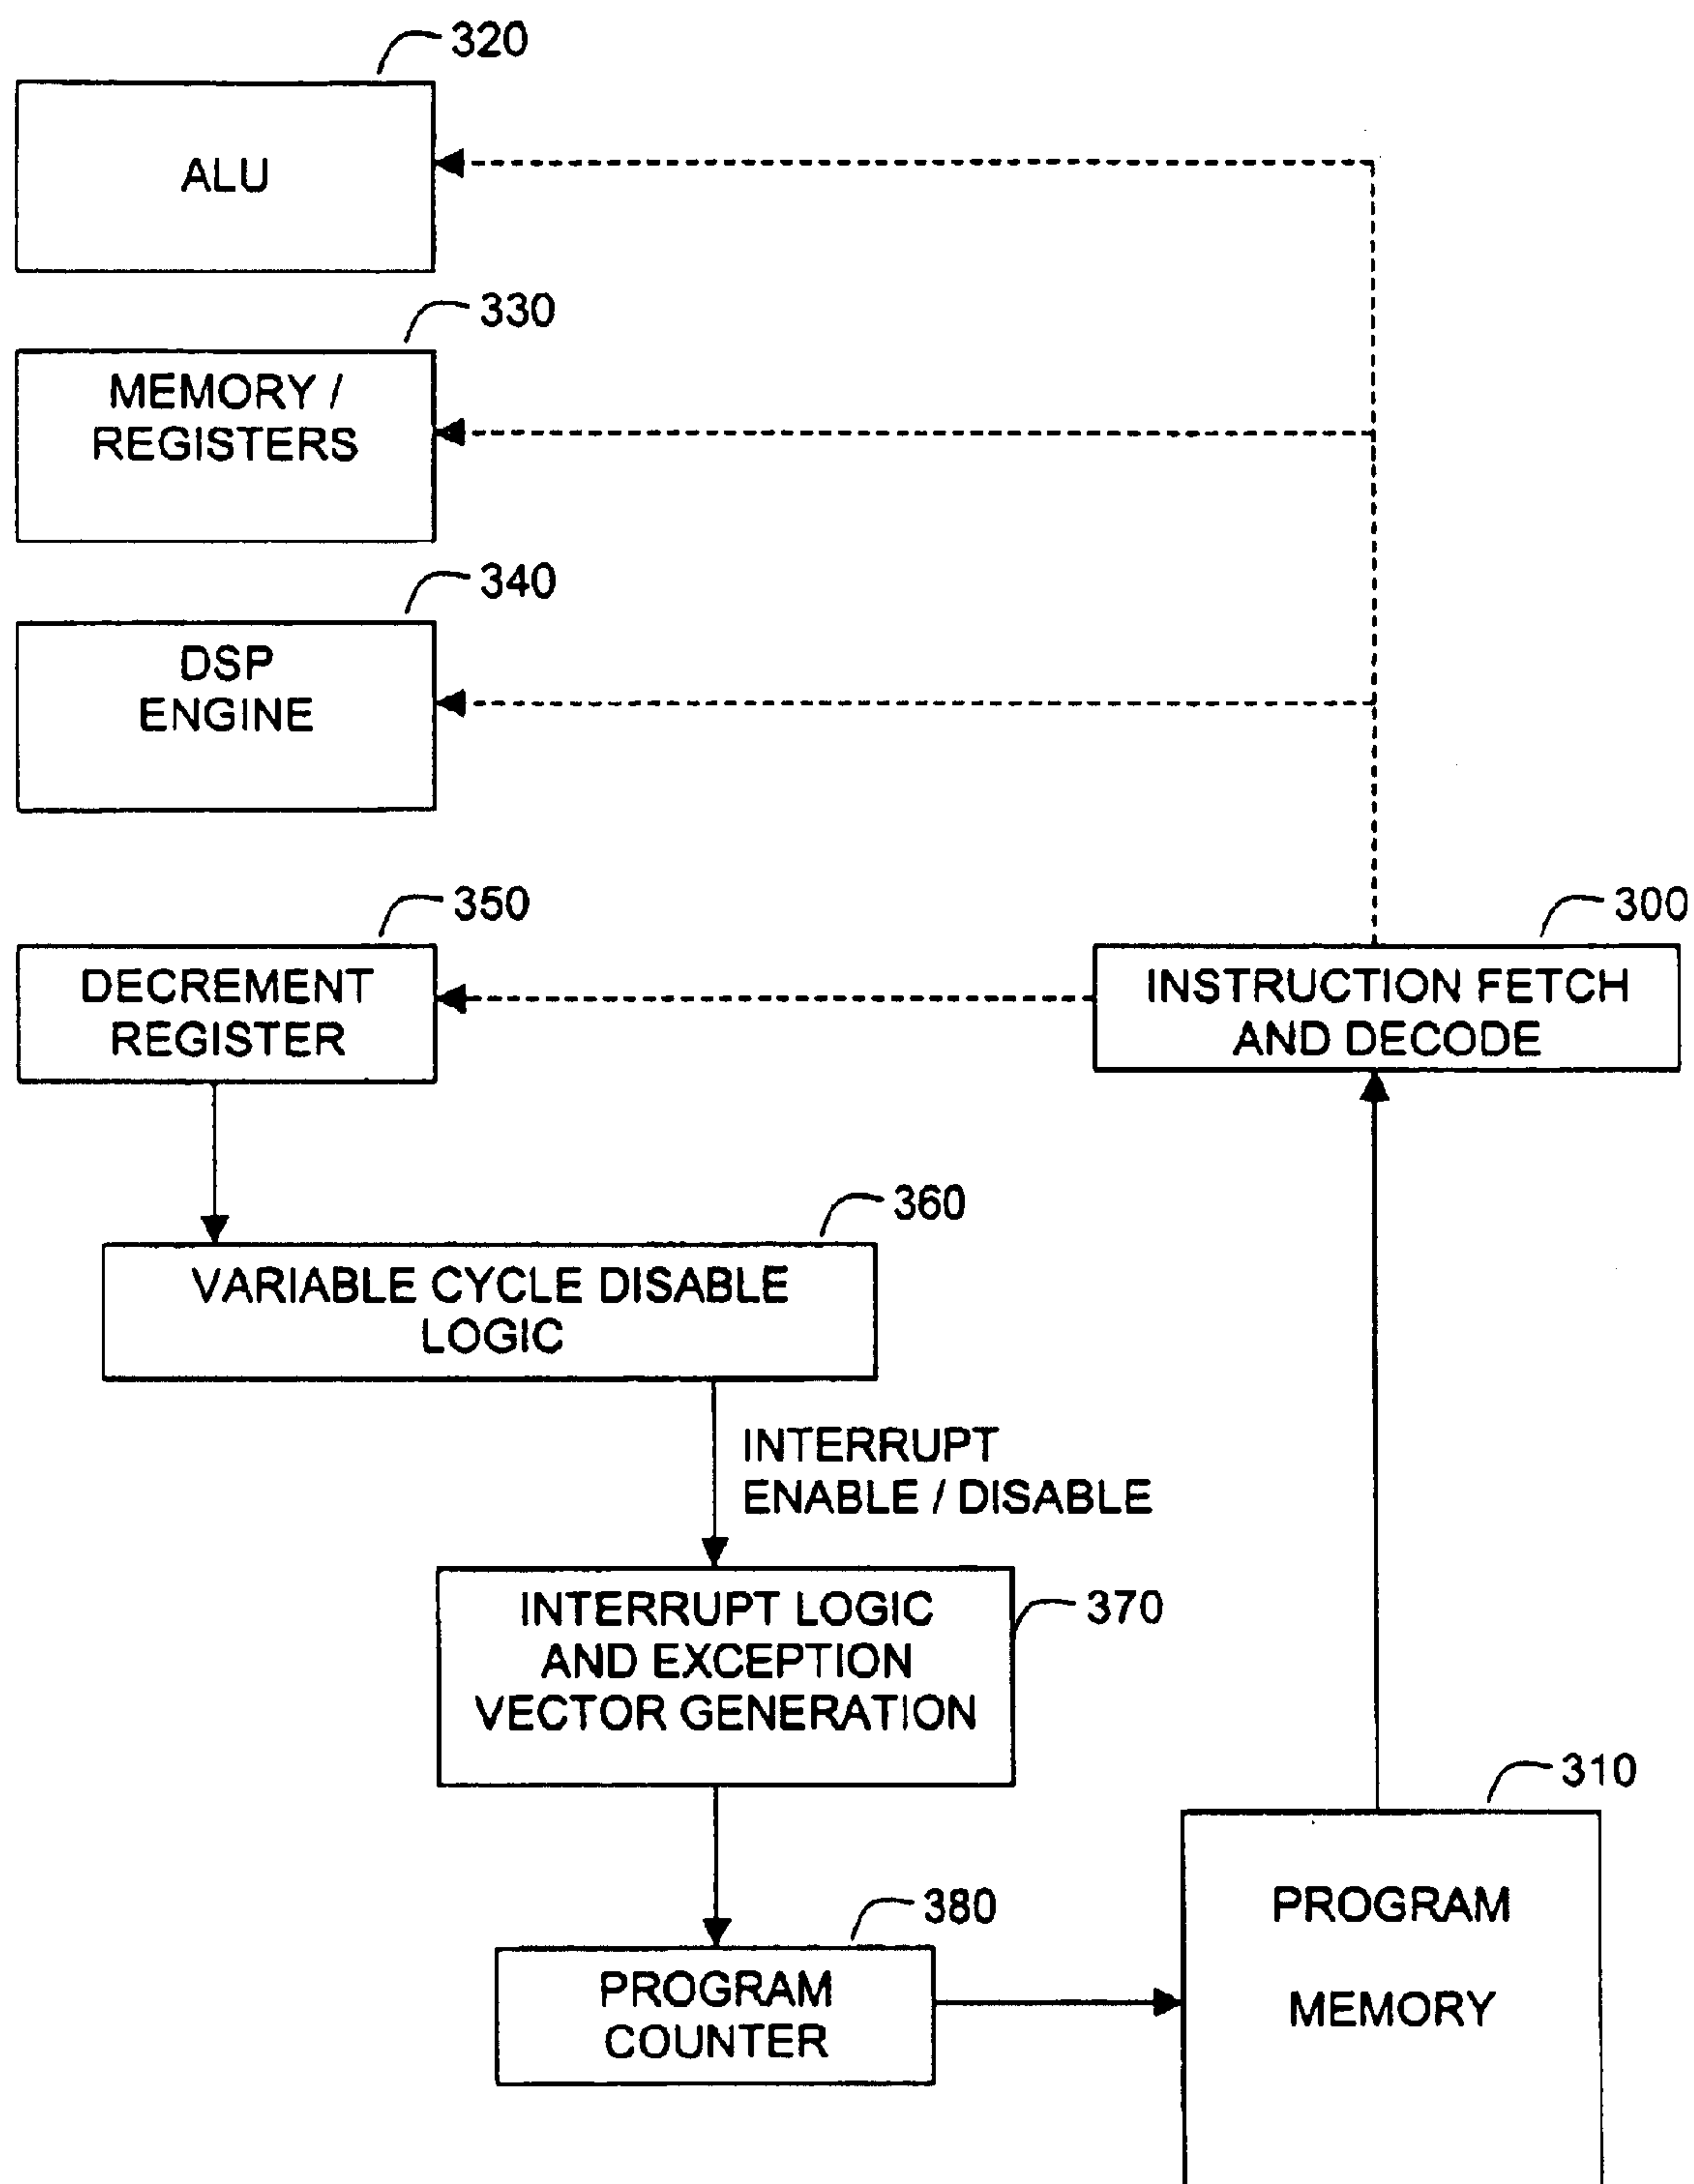 320
ALU
330
MEMORY /
REGISTERS
340
DSP
ENGINE
350
DECREMENT
REGISTER
300
INSTRUCTION FETCH
AND DECODE
360
VARIABLE CYCLE DISABLE
LOGIC
INTERRUPT
ENABLE / DISABLE
INTERRUPT LOGIC
AND EXCEPTION
VECTOR GENERATION
370
310
PROGRAM
MEMORY
380
PROGRAM
COUNTER